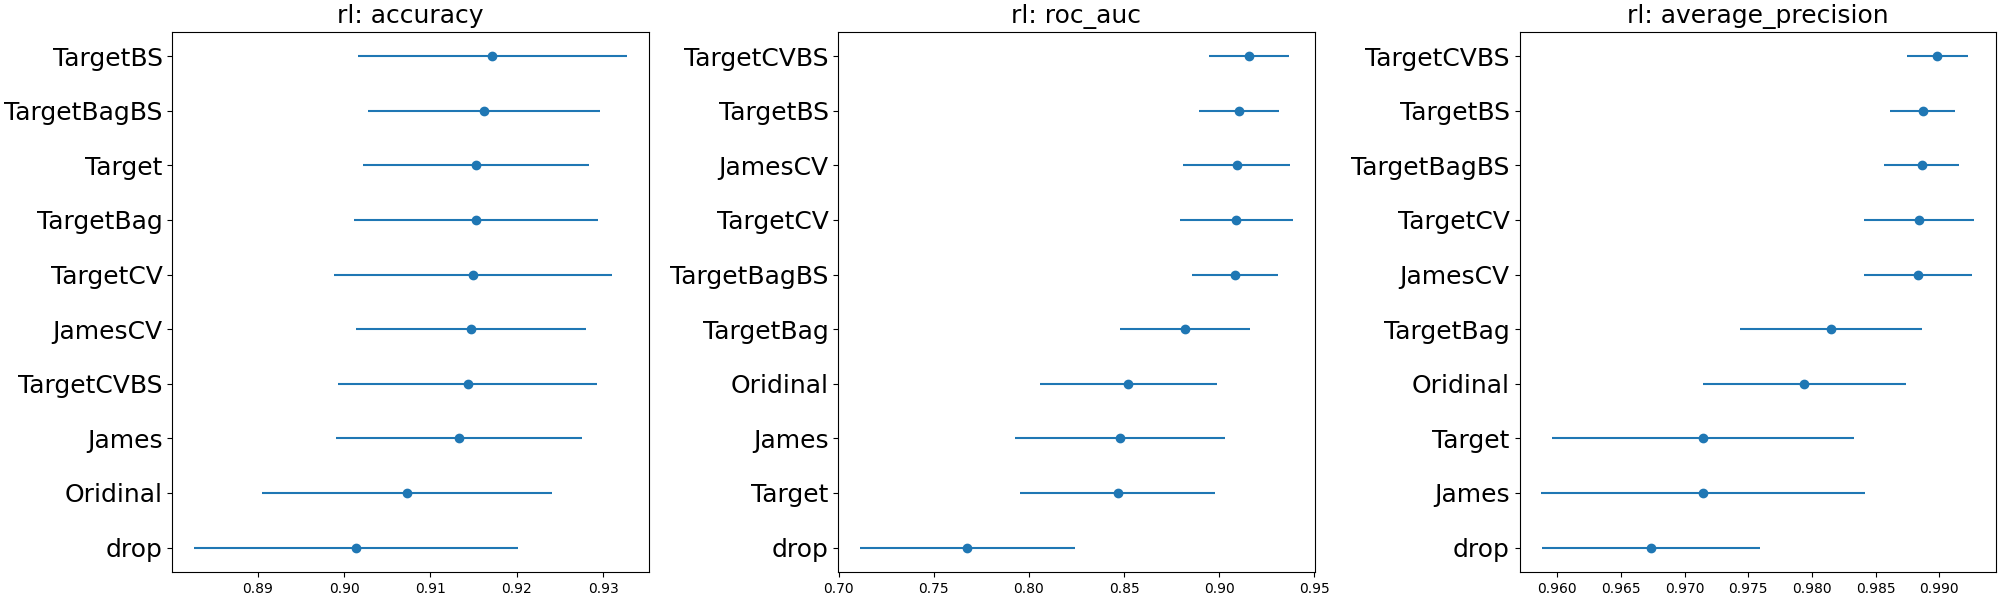 rl: accuracy
TargetBS
TargetBagBS
Target
TargetBag
TargetCV
JamesCV
TargetCVBS
James
Oridinal
drop
0.89 0.90 0.91 0.92 0.93
rl: roc_auc
TargetCVBS
TargetBS
JamesCV
TargetCV
TargetBagBS
TargetBag
Oridinal
James
Target
drop
0.70 0.75 0.80 0.85 0.90 0.95
rl: average_precision
TargetCVBS
TargetBS
TargetBagBS
TargetCV
JamesCV
TargetBag
Oridinal
Target
James
drop
0.960 0.965 0.970 0.975 0.980 0.985 0.990